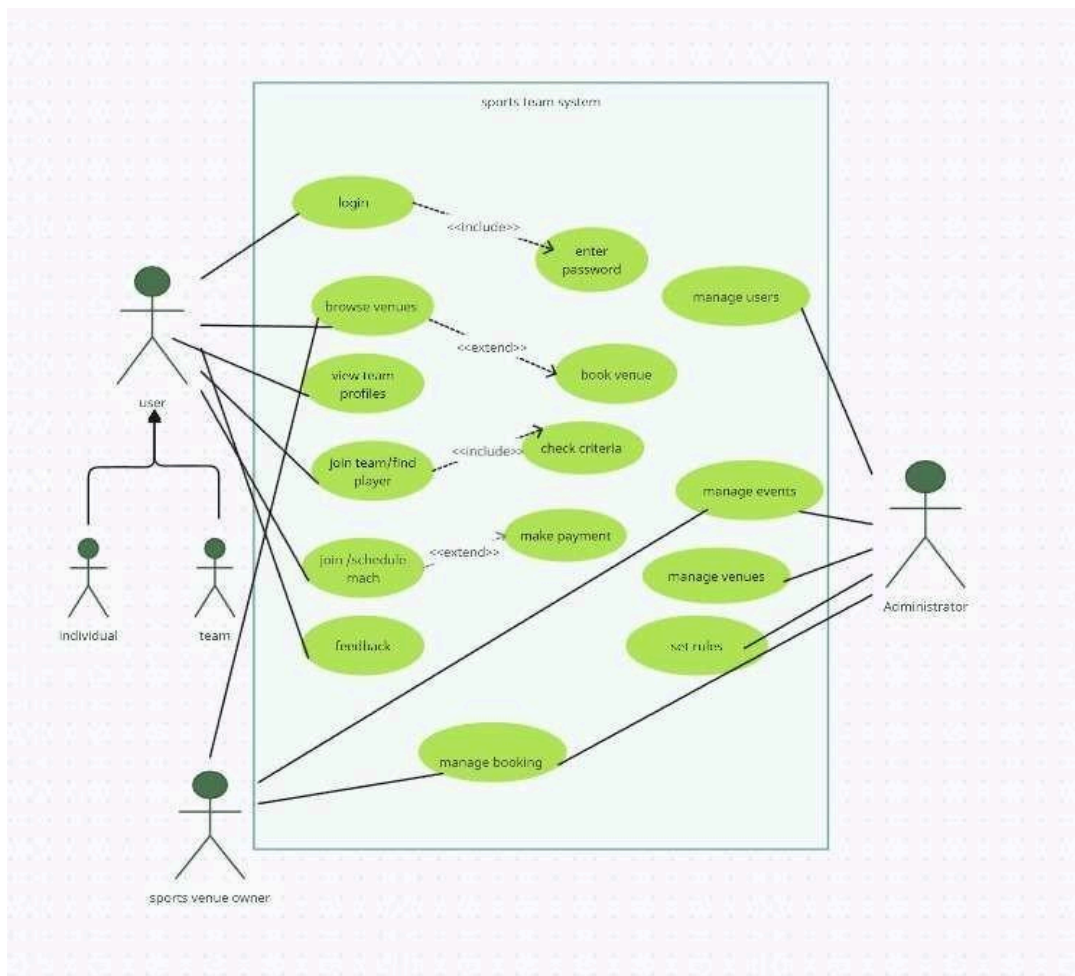 sports team system
login
<<include>>
enter
password
manage users
browse venues
<<extend>>
book venue
view team
profiles
user
join team/find
player
<<include>>
check criteria
manage events
make payment
join /schedule
mach
<<extend>>
manage venues
Administrator
individual
team
feedback
set rules
manage booking
sports venue owner